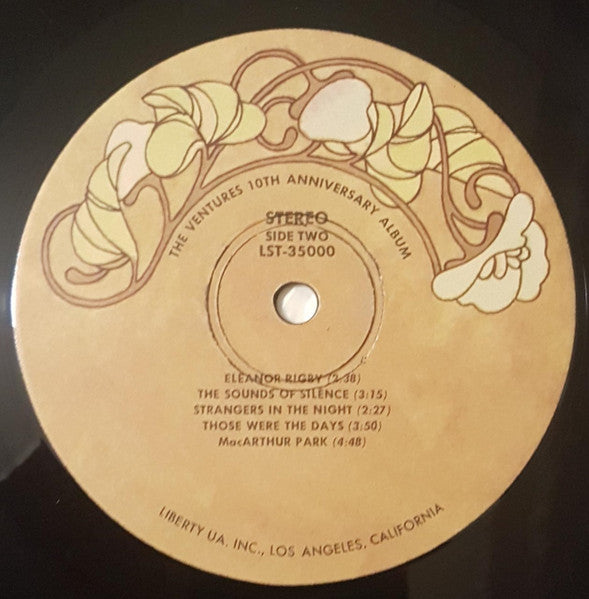 THE VENTURES 10TH ANNIVERSARY ALBUM
STEREO
SIDE TWO
LST-35000
ELEANOR RIGBY (2:38)
THE SOUNDS OF SILENCE (3:15)
STRANGERS IN THE NIGHT (2:27)
THOSE WERE THE DAYS (3:50)
MacARTHUR PARK (4:48)
LIBERTY UA, INC., LOS ANGELES, CALIFORNIA